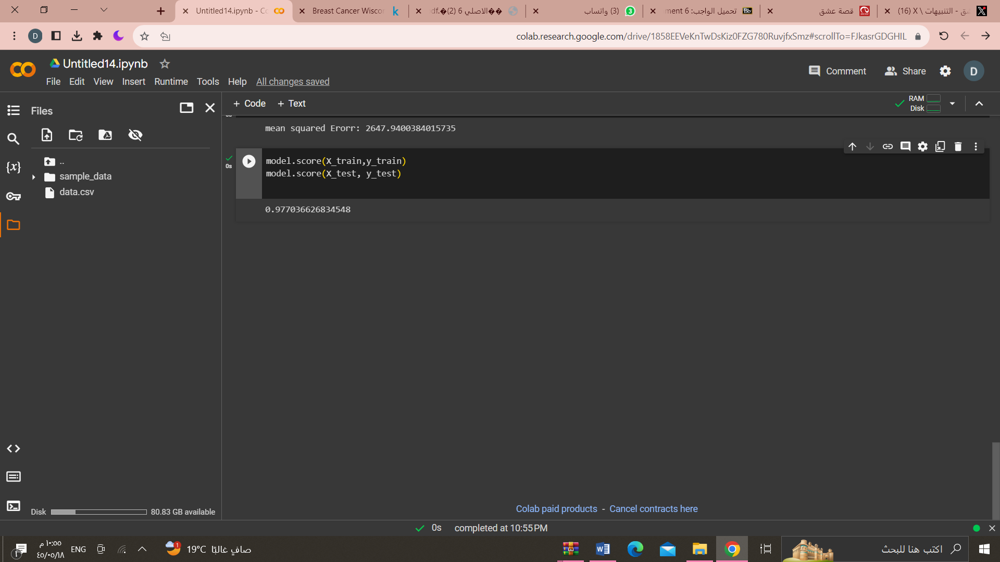 Untitled14.ipynb - Co
Breast Cancer Wiscor
الاصلي 6 (2).df
(3) واتساب
تحميل الواجب: ment 6
قصة عشق
(16) X \ التنبيهات - شق
colab.research.google.com/drive/1858EEVeKnTwDsKiz0FZG780RuvjfxSmz#scrollTo=FJkasrGDGHIL
D
Untitled14.ipynb
File Edit View Insert Runtime Tools Help All changes saved
Comment
Share
D
Files
+ Code + Text
RAM
Disk
..
sample_data
data.csv
{x}
mean squared Erorr: 2647.9400384015735
0s
model.score(X_train,y_train)
model.score(X_test, y_test)
0.977036626834548
Disk
80.83 GB available
Colab paid products - Cancel contracts here
0s completed at 10:55 PM
١٠:٥٥ م
٤٥/٠٥/١٨
ENG
19°C صافٍ غالبًا
اكتب هنا للبحث